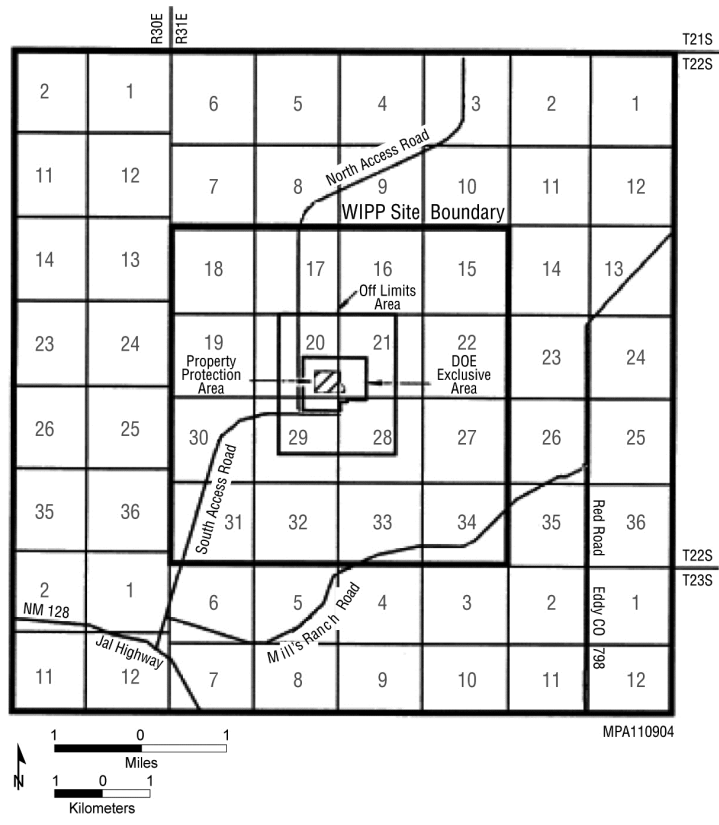 R30E
R31E
T21S
T22S
2 1 6 5 4 3 2 1
North Access Road
11 12 7 8 9 10 11 12
WIPP Site Boundary
14 13 18 17 16 15 14 13
Off Limits
Area
23 24 19 20 21 22 23 24
Property
Protection
Area
DOE
Exclusive
Area
26 25 30 29 28 27 26 25
South Access Road
35 36 31 32 33 34 35 36
Red Road
T22S
T23S
2 1 6 5 4 3 2 1
NM 128
Jal Highway
Mill's Ranch Road
Eddy CO 798
11 12 7 8 9 10 11 12
MPA110904
1 0 1
Miles
N
1 0 1
Kilometers